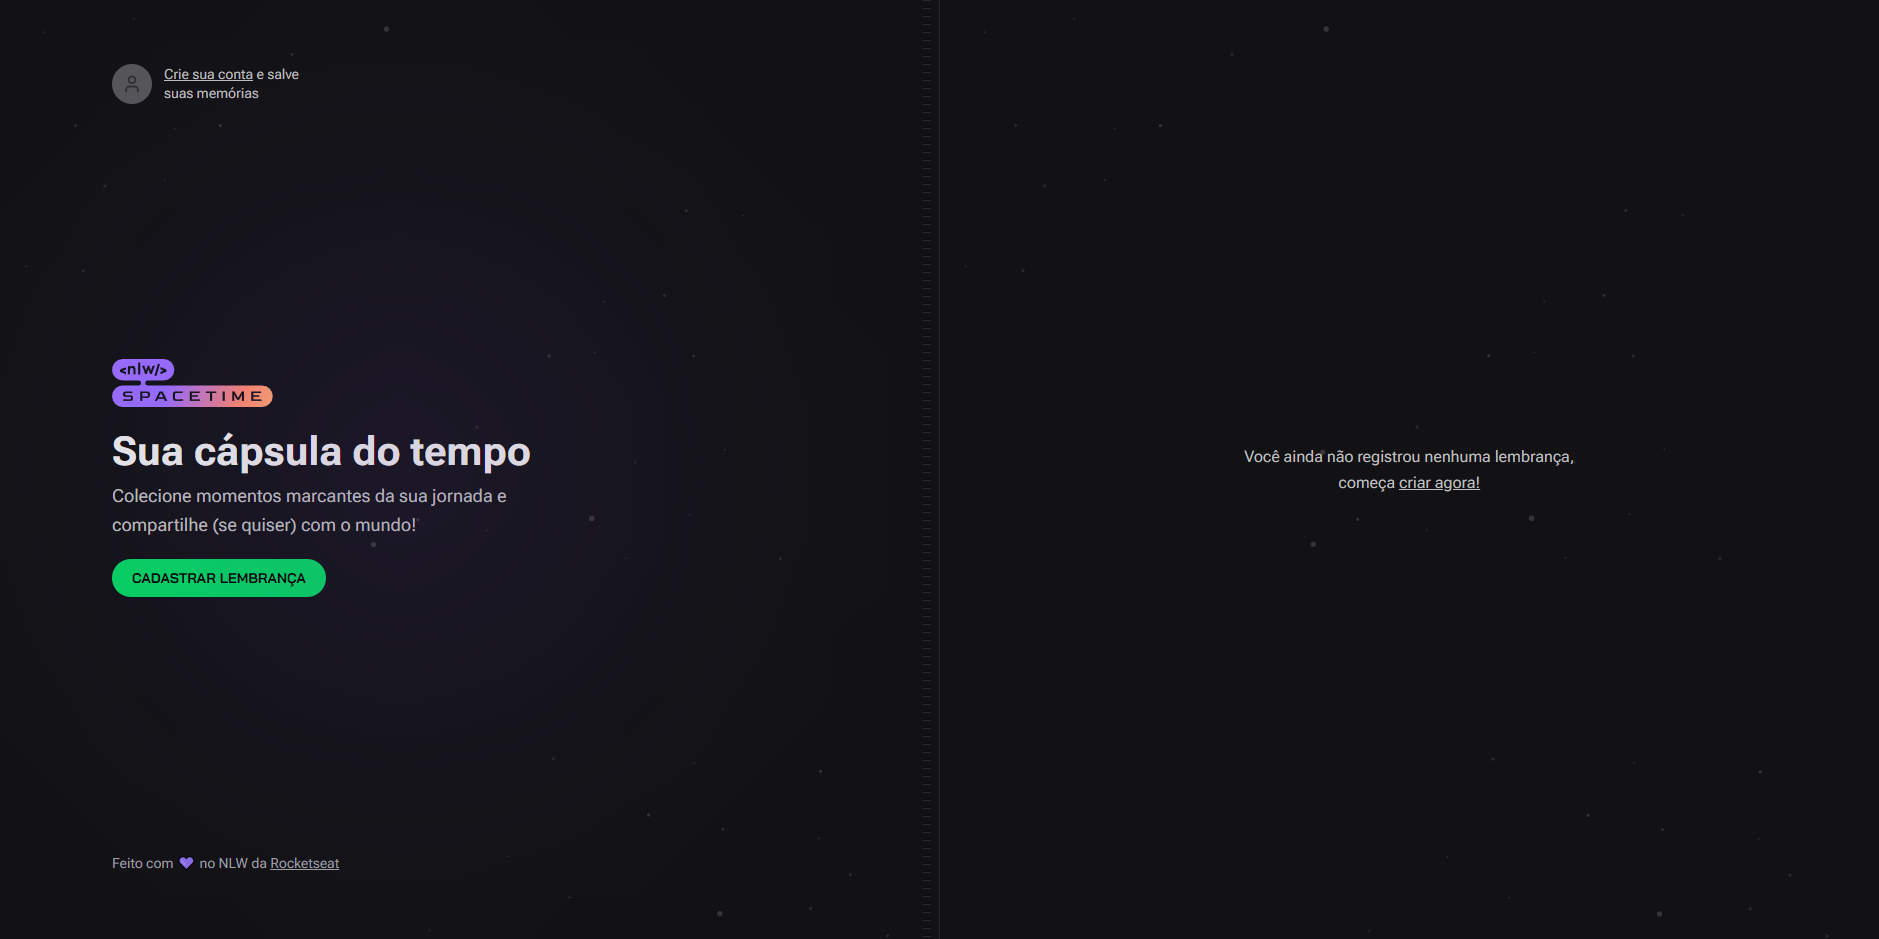 Crie sua conta e salve
suas memórias
<nlw/>
SPACETIME
Sua cápsula do tempo
Colecione momentos marcantes da sua jornada e
compartilhe (se quiser) com o mundo!
CADASTRAR LEMBRANÇA
Feito com 💜 no NLW da Rocketseat
Você ainda não registrou nenhuma lembrança,
começa criar agora!